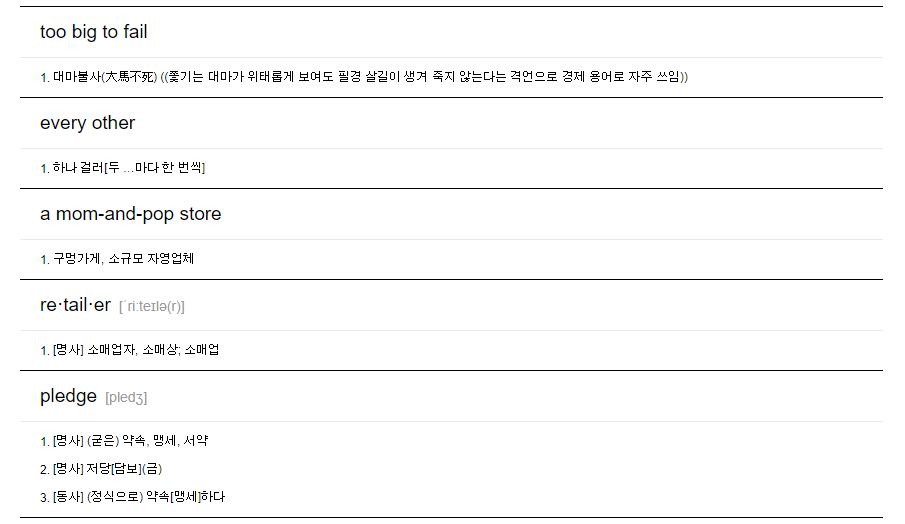 too big to fail
1. 대마불사(大馬不死) ((쫓기는 대마가 위태롭게 보여도 필경 살길이 생겨 죽지 않는다는 격언으로 경제 용어로 자주 쓰임))
every other
1. 하나 걸러[두 …마다 한 번씩]
a mom-and-pop store
1. 구멍가게, 소규모 자영업체
re·tail·er [ˈriːteɪlə(r)]
1. [명사] 소매업자, 소매상; 소매업
pledge [pledʒ]
1. [명사] (굳은) 약속, 맹세, 서약
2. [명사] 저당[담보](금)
3. [동사] (정식으로) 약속[맹세]하다